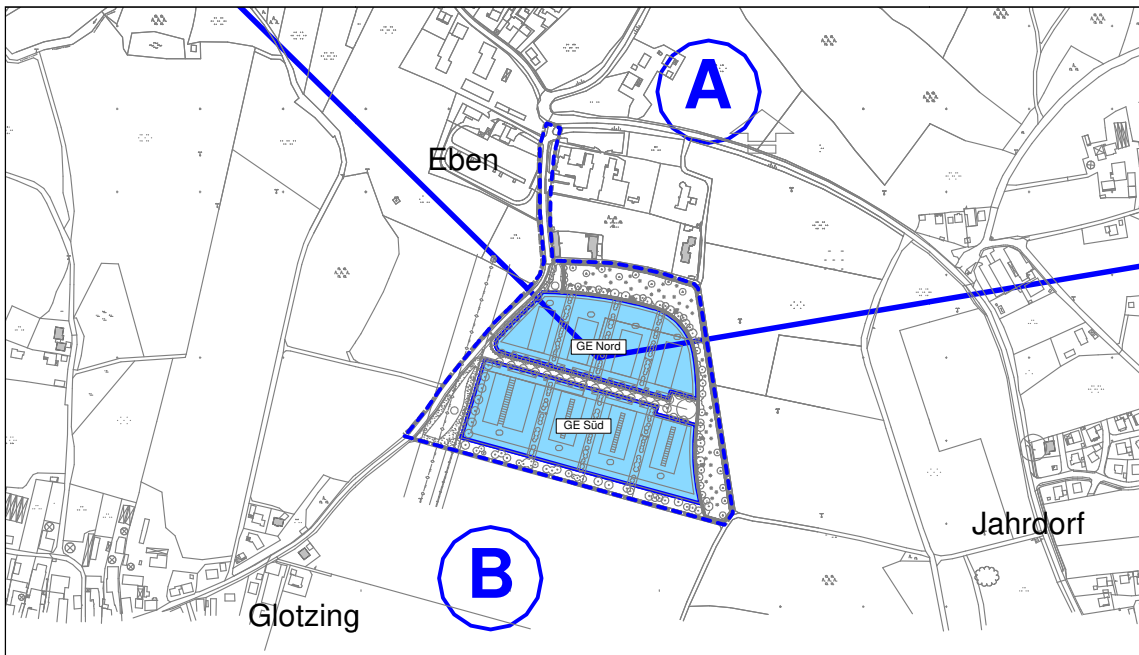 A
Eben
GE Nord
GE Süd
Jahrdorf
B
Glotzing